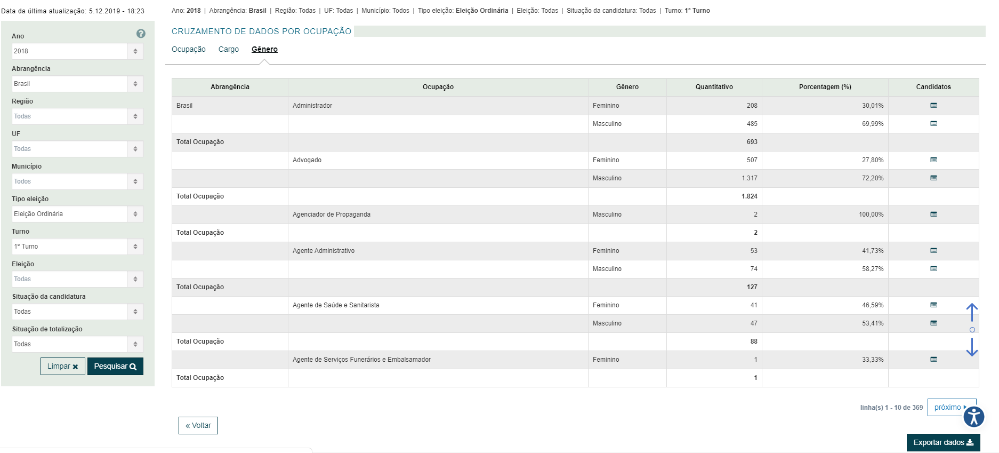 Data da última atualização: 5.12.2019 - 18:23
Ano: 2018 | Abrangência: Brasil | Região: Todas | UF: Todas | Município: Todos | Tipo eleição: Eleição Ordinária | Eleição: Todas | Situação da candidatura: Todas | Turno: 1º Turno
Ano
2018
Abrangência
Brasil
Região
Todas
UF
Todas
Município
Todos
Tipo eleição
Eleição Ordinária
Turno
1º Turno
Eleição
Todas
Situação da candidatura
Todas
Situação de totalização
Todas
Limpar
Pesquisar
CRUZAMENTO DE DADOS POR OCUPAÇÃO
Ocupação Cargo Gênero
Abrangência Ocupação Gênero Quantitativo Porcentagem (%) Candidatos
Brasil Administrador Feminino 208 30,01%
Masculino 485 69,99%
Total Ocupação 693
Advogado Feminino 507 27,80%
Masculino 1.317 72,20%
Total Ocupação 1.824
Agenciador de Propaganda Masculino 2 100,00%
Total Ocupação 2
Agente Administrativo Feminino 53 41,73%
Masculino 74 58,27%
Total Ocupação 127
Agente de Saúde e Sanitarista Feminino 41 46,59%
Masculino 47 53,41%
Total Ocupação 88
Agente de Serviços Funerários e Embalsamador Feminino 1 33,33%
Total Ocupação 1
linha(s) 1 - 10 de 369 próximo
« Voltar
Exportar dados